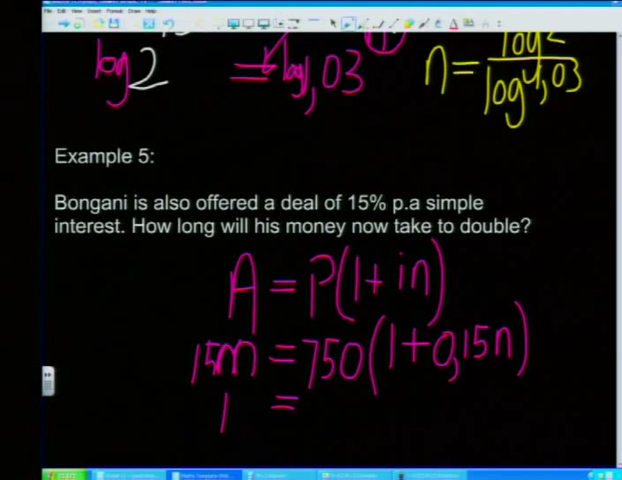 log 2 = log 1,03
n = log 2 / log 1,03
Example 5:
Bongani is also offered a deal of 15% p.a simple
interest. How long will his money now take to double?
A = P(1 + in)
= 750(1 + 0,15n)
1 =